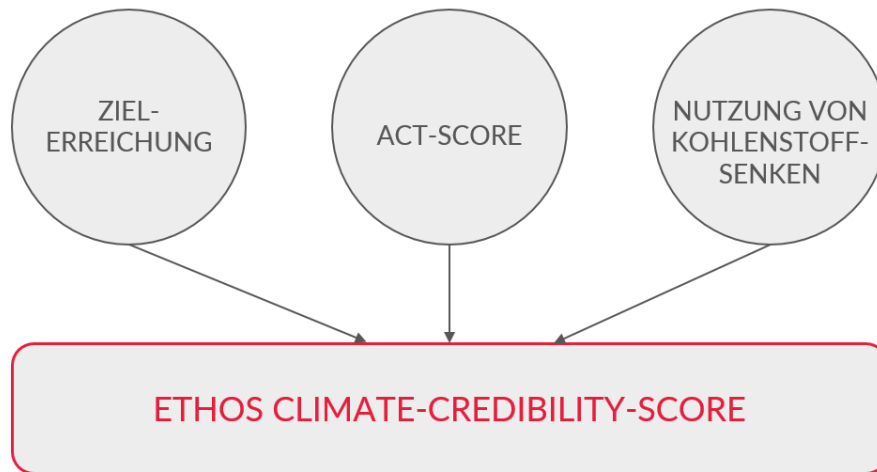 ZIEL-
ERREICHUNG
ACT-SCORE
NUTZUNG VON
KOHLENSTOFF-
SENKEN
ETHOS CLIMATE-CREDIBILITY-SCORE